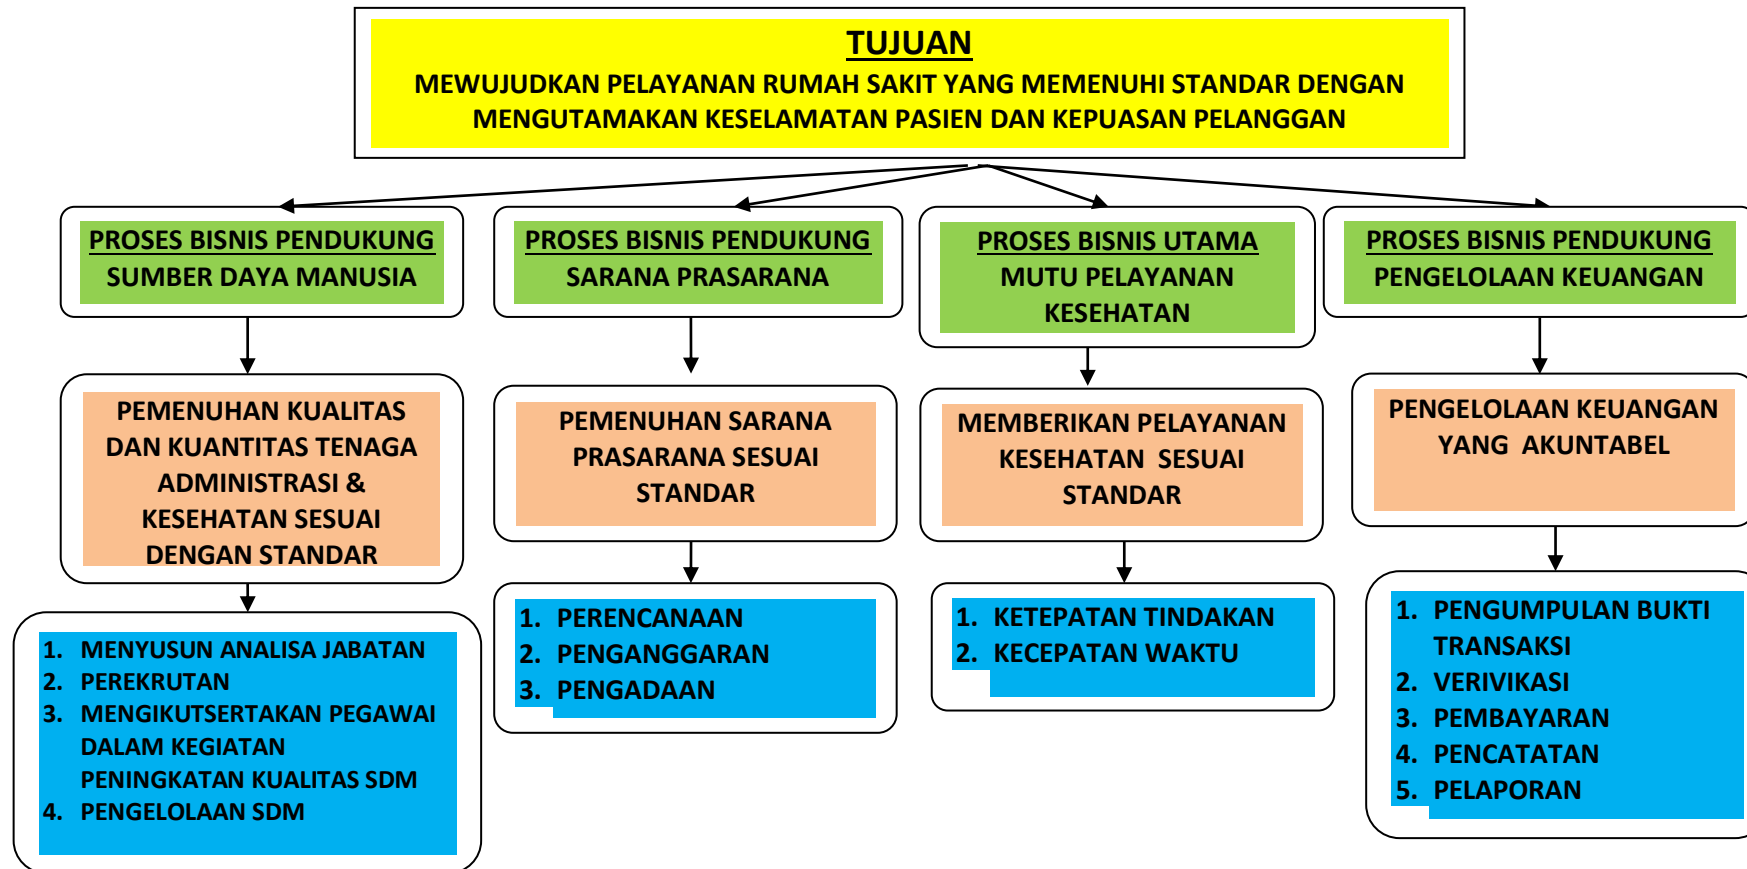 TUJUAN
MEWUJUDKAN PELAYANAN RUMAH SAKIT YANG MEMENUHI STANDAR DENGAN
MENGUTAMAKAN KESELAMATAN PASIEN DAN KEPUASAN PELANGGAN
PROSES BISNIS PENDUKUNG
SUMBER DAYA MANUSIA
PROSES BISNIS PENDUKUNG
SARANA PRASARANA
PROSES BISNIS UTAMA
MUTU PELAYANAN
KESEHATAN
PROSES BISNIS PENDUKUNG
PENGELOLAAN KEUANGAN
PEMENUHAN KUALITAS
DAN KUANTITAS TENAGA
ADMINISTRASI &
KESEHATAN SESUAI
DENGAN STANDAR
PEMENUHAN SARANA
PRASARANA SESUAI
STANDAR
MEMBERIKAN PELAYANAN
KESEHATAN SESUAI
STANDAR
PENGELOLAAN KEUANGAN
YANG AKUNTABEL
1. MENYUSUN ANALISA JABATAN
2. PEREKRUTAN
3. MENGIKUTSERTAKAN PEGAWAI
DALAM KEGIATAN
PENINGKATAN KUALITAS SDM
4. PENGELOLAAN SDM
1. PERENCANAAN
2. PENGANGGARAN
3. PENGADAAN
1. KETEPATAN TINDAKAN
2. KECEPATAN WAKTU
1. PENGUMPULAN BUKTI
TRANSAKSI
2. VERIVIKASI
3. PEMBAYARAN
4. PENCATATAN
5. PELAPORAN